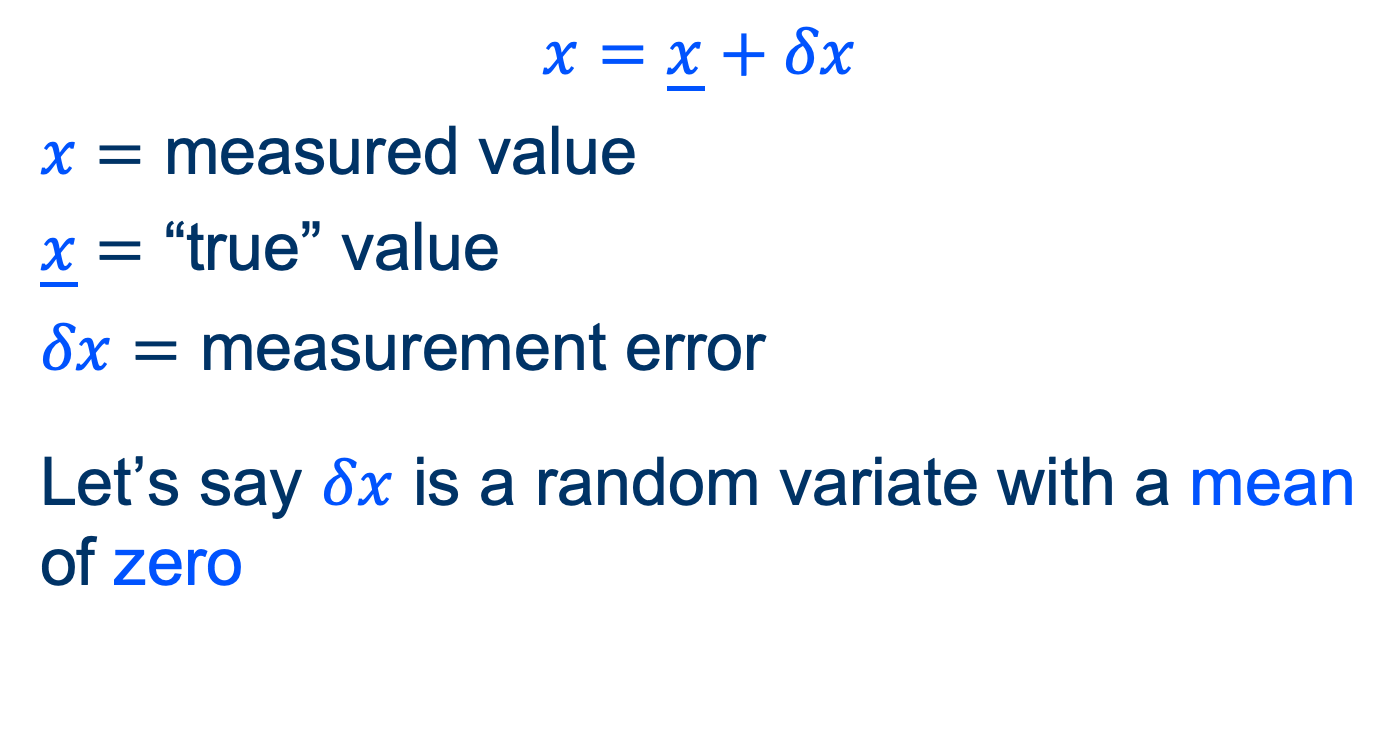 𝑥 = 𝑥̲ + 𝛿𝑥
𝑥 = measured value
𝑥̲ = “true” value
𝛿𝑥 = measurement error
Let’s say 𝛿𝑥 is a random variate with a mean
of zero